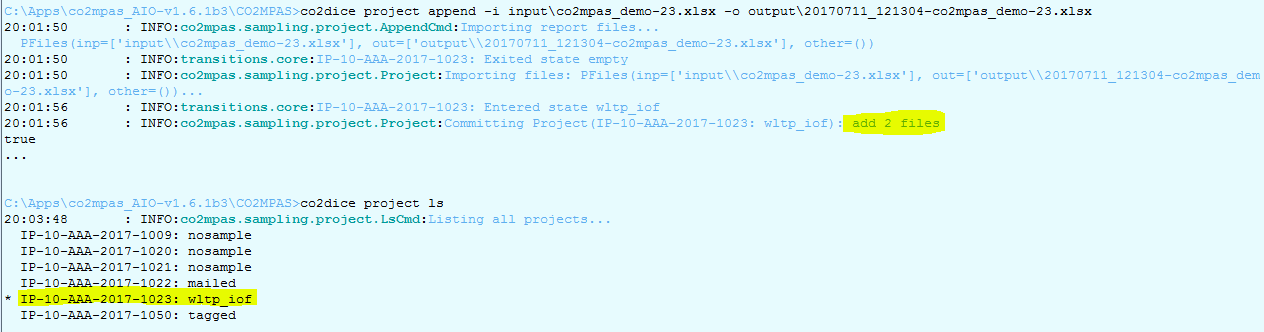 C:\Apps\co2mpas_AIO-v1.6.1b3\CO2MPAS>co2dice project append -i input\co2mpas_demo-23.xlsx -o output\20170711_121304-co2mpas_demo-23.xlsx
20:01:50       : INFO:co2mpas.sampling.project.AppendCmd:Importing report files...
  PFiles(inp=['input\\co2mpas_demo-23.xlsx'], out=['output\\20170711_121304-co2mpas_demo-23.xlsx'], other=())
20:01:50       : INFO:transitions.core:IP-10-AAA-2017-1023: Exited state empty
20:01:50       : INFO:co2mpas.sampling.project.Project:Importing files: PFiles(inp=['input\\co2mpas_demo-23.xlsx'], out=['output\\20170711_121304-co2mpas_dem
o-23.xlsx'], other=())...
20:01:56       : INFO:transitions.core:IP-10-AAA-2017-1023: Entered state wltp_iof
20:01:56       : INFO:co2mpas.sampling.project.Project:Committing Project(IP-10-AAA-2017-1023: wltp_iof): add 2 files
true
...
C:\Apps\co2mpas_AIO-v1.6.1b3\CO2MPAS>co2dice project ls
20:03:48       : INFO:co2mpas.sampling.project.LsCmd:Listing all projects...
  IP-10-AAA-2017-1009: nosample
  IP-10-AAA-2017-1020: nosample
  IP-10-AAA-2017-1021: nosample
  IP-10-AAA-2017-1022: mailed
* IP-10-AAA-2017-1023: wltp_iof
  IP-10-AAA-2017-1050: tagged